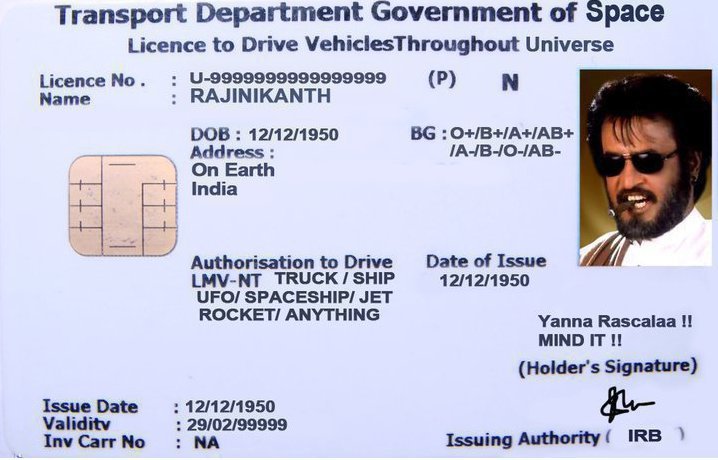 Transport Department Government of Space
Licence to Drive VehiclesThroughout Universe
Licence No . : U-9999999999999999 (P) N
Name : RAJINIKANTH
DOB : 12/12/1950 BG : O+/B+/A+/AB+
/A-/B-/O-/AB-
Address :
On Earth
India
Authorisation to Drive Date of Issue
LMV-NT TRUCK / SHIP 12/12/1950
UFO/ SPACESHIP/ JET
ROCKET/ ANYTHING
Yanna Rascalaa !!
MIND IT !!
(Holder's Signature)
Issue Date : 12/12/1950
Validity : 29/02/99999
Inv Carr No : NA
Issuing Authority ( IRB )